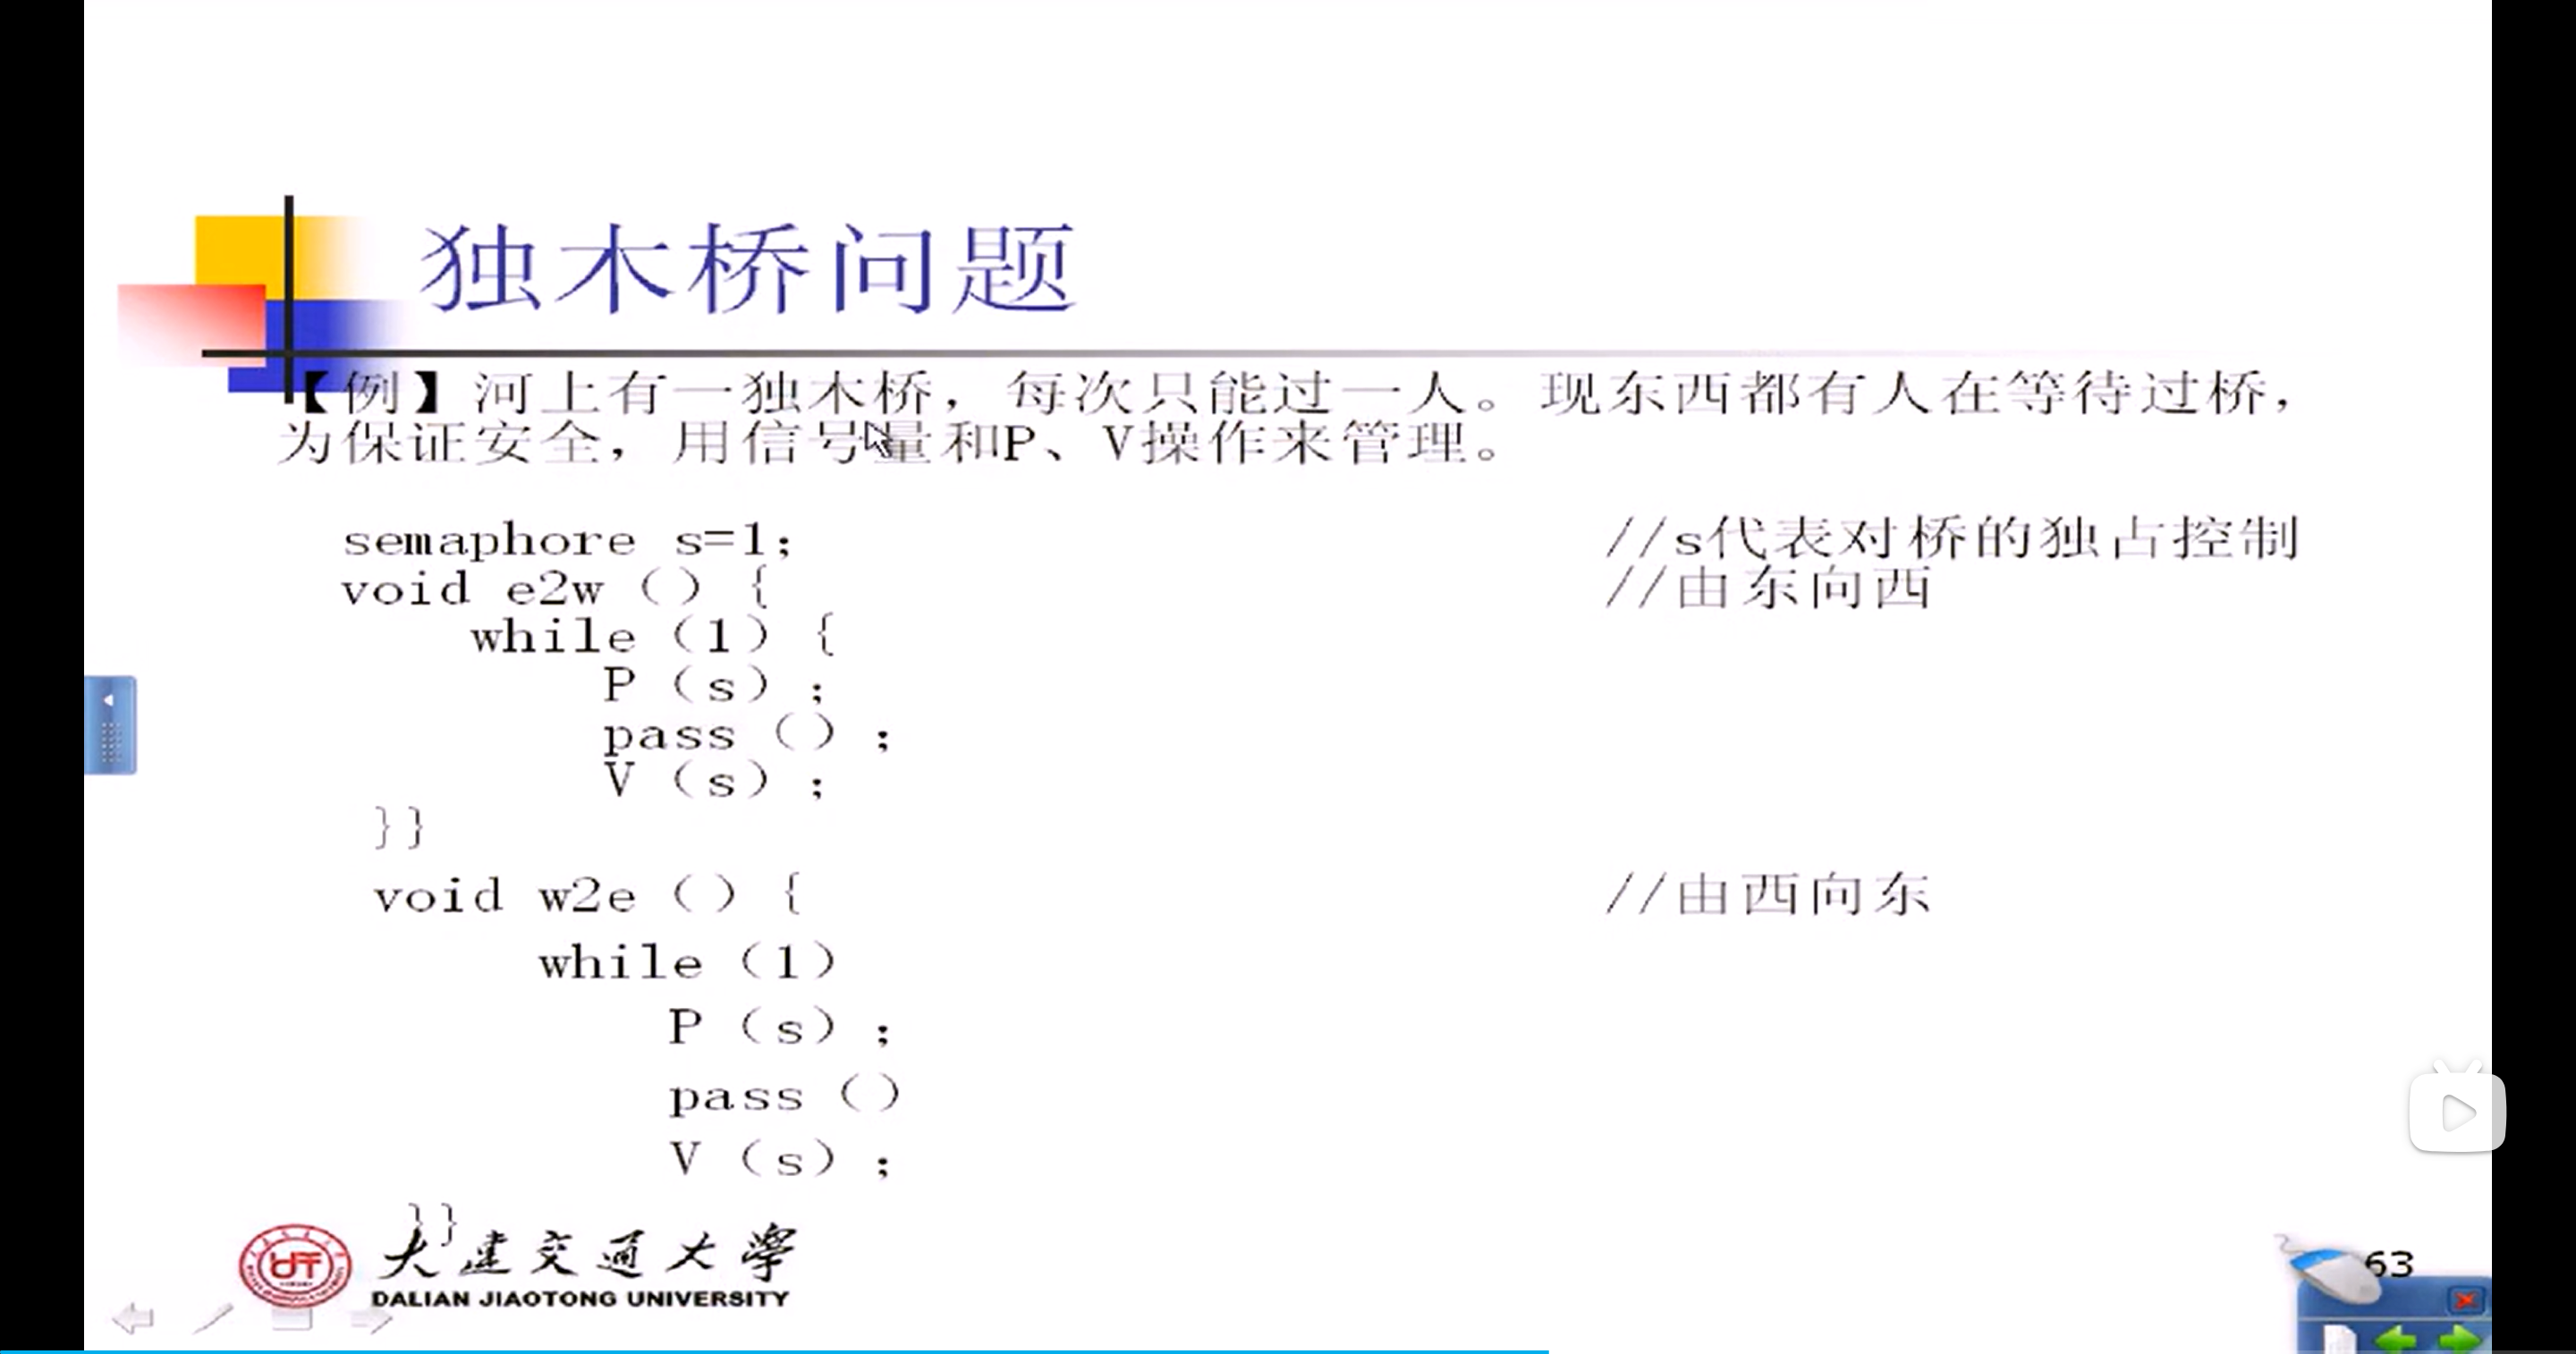 独木桥问题
【例】河上有一独木桥，每次只能过一人。现东西都有人在等待过桥，
为保证安全，用信号量和P、V操作来管理。
semaphore s=1; //s代表对桥的独占控制
void e2w () { //由东向西
while (1) {
P (s) ;
pass () ;
V (s) ;
}}
void w2e () { //由西向东
while (1)
P (s) ;
pass ()
V (s) ;
}}
大连交通大学
DALIAN JIAOTONG UNIVERSITY
63